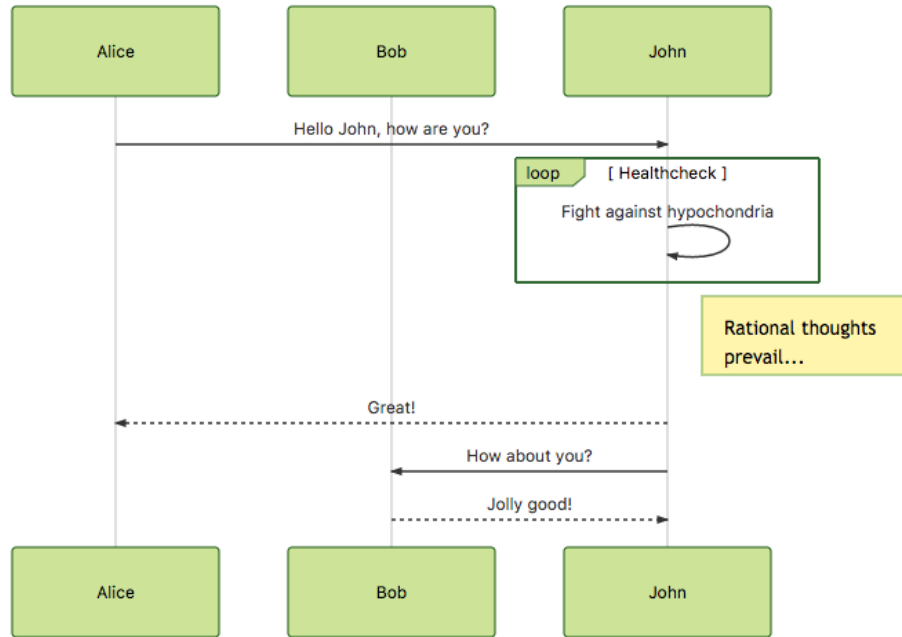 Alice
Bob
John
Hello John, how are you?
loop
[ Healthcheck ]
Fight against hypochondria
Rational thoughts
prevail...
Great!
How about you?
Jolly good!
Alice
Bob
John